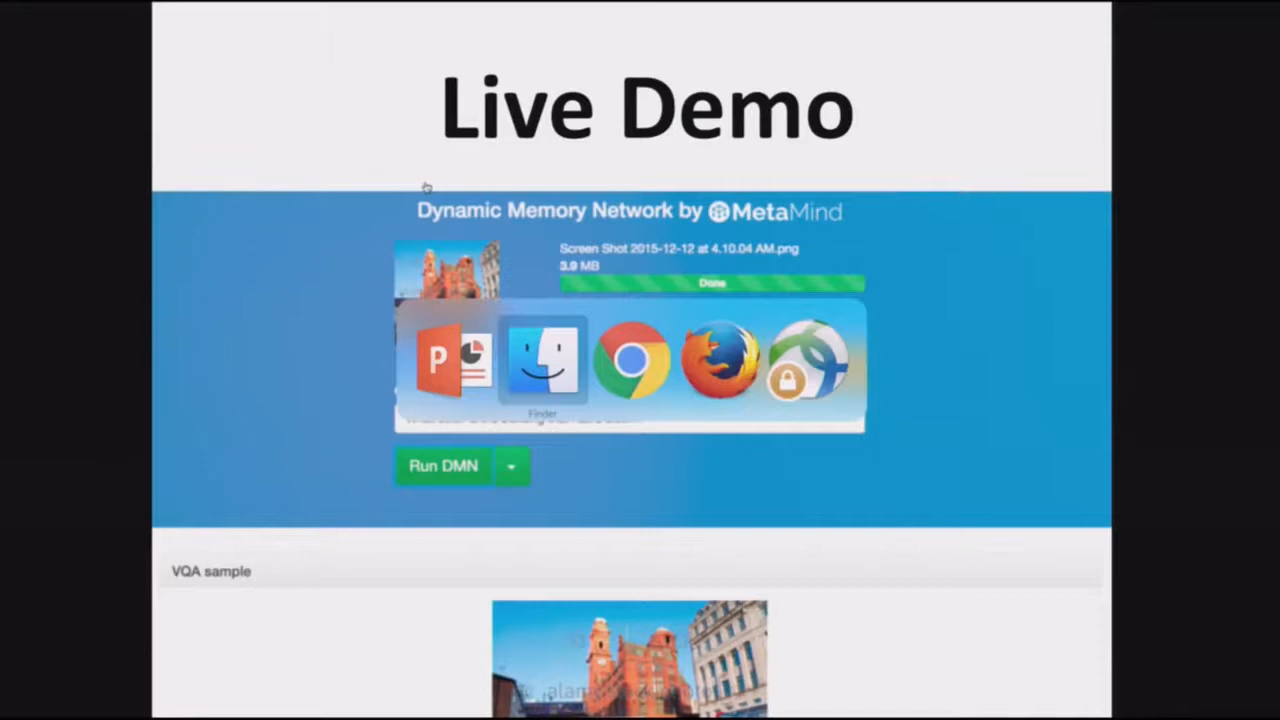 Live Demo
Dynamic Memory Network by MetaMind
Screen Shot 2015-12-12 at 4.10.04 AM.png
3.9 MB
Done
P
Finder
Run DMN
VQA sample